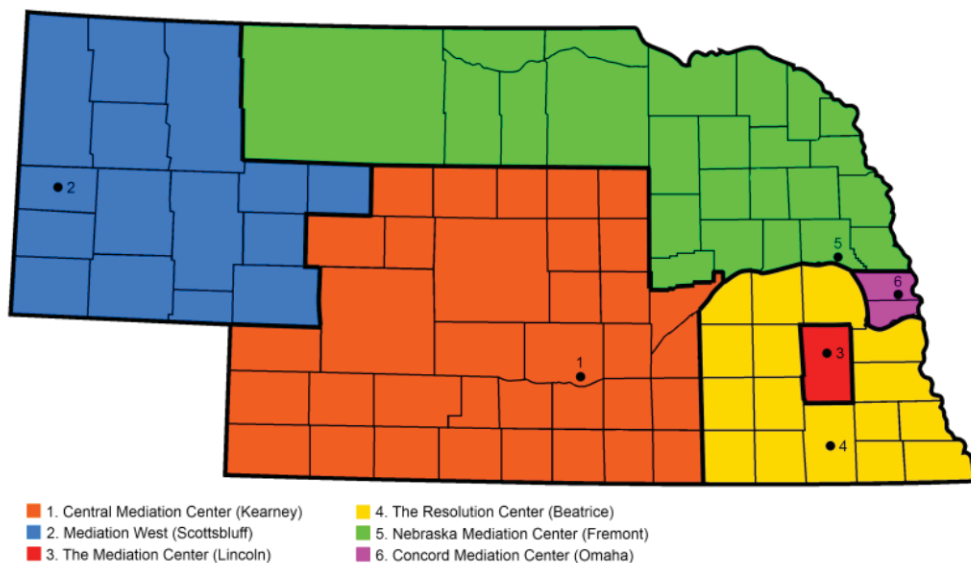 2
5
6
3
1
4
1. Central Mediation Center (Kearney)
2. Mediation West (Scottsbluff)
3. The Mediation Center (Lincoln)
4. The Resolution Center (Beatrice)
5. Nebraska Mediation Center (Fremont)
6. Concord Mediation Center (Omaha)